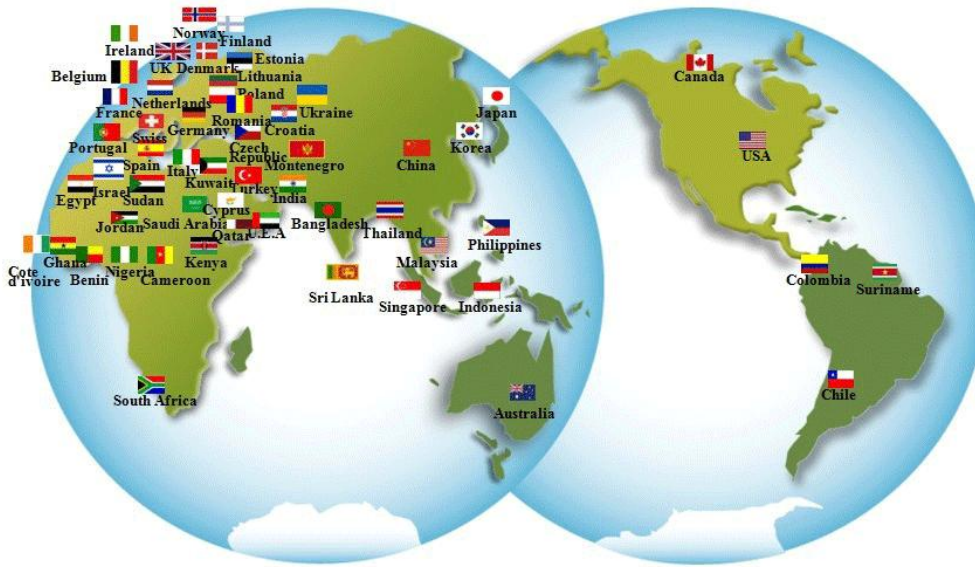 Norway
Finland
Ireland
UK Denmark
Estonia
Belgium
Lithuania
Netherlands
Poland
France
Romania
Ukraine
Japan
Canada
Portugal
Swiss
Germany
Czech
Republic
Croatia
Korea
USA
Spain
Italy
Kuwait
Montenegro
China
Egypt
Israel
Sudan
Turkey
India
Jordan
Saudi Arabia
Cyprus
Qatar
U.E.A
Bangladesh
Thailand
Philippines
Cote
d'ivoire
Ghana
Benin
Nigeria
Cameroon
Kenya
Malaysia
Sri Lanka
Singapore
Indonesia
Colombia
Suriname
South Africa
Australia
Chile